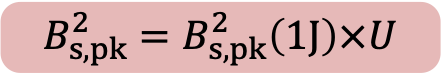 B²ₛ,ₚₖ = B²ₛ,ₚₖ(1J)×U